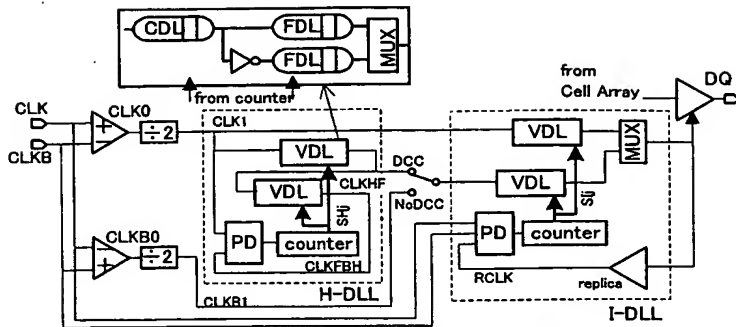 CDL
FDL
FDL
MUX
from counter
from
Cell Array
DQ
CLK
CLKB
CLK0
÷2
CLK1
VDL
VDL
CLKHF
SHj
PD
counter
CLKFBH
H-DLL
DCC
NoDCC
CLKB0
÷2
CLKB1
VDL
VDL
MUX
SIj
PD
counter
RCLK
replica
I-DLL